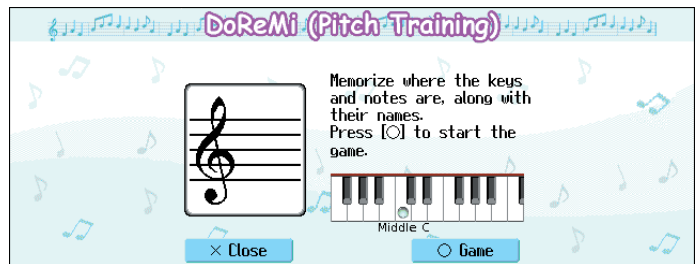 DoReMi (Pitch Training)
Memorize where the keys
and notes are, along with
their names.
Press [○] to start the
game.
Middle C
× Close
○ Game